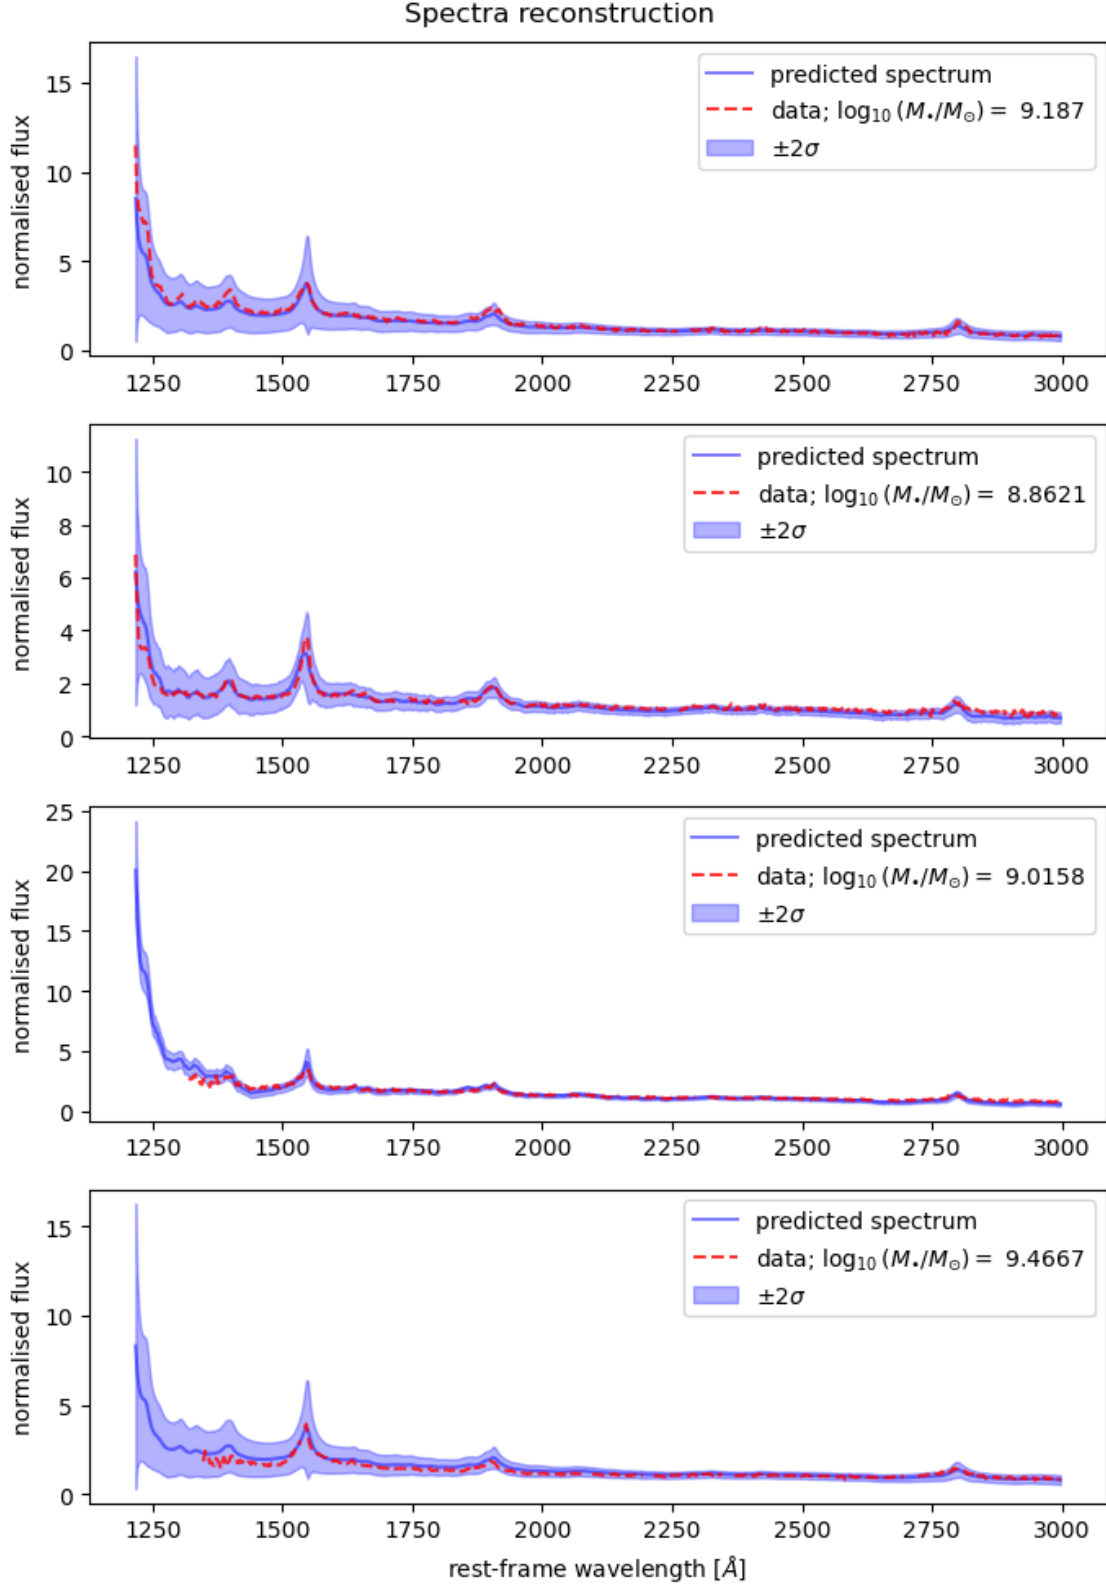 Spectra reconstruction
15
10
5
0
normalised flux
predicted spectrum
data; log₁₀(M•/M⊙) = 9.187
±2σ
1250 1500 1750 2000 2250 2500 2750 3000
10
8
6
4
2
0
normalised flux
predicted spectrum
data; log₁₀(M•/M⊙) = 8.8621
±2σ
1250 1500 1750 2000 2250 2500 2750 3000
25
20
15
10
5
0
normalised flux
predicted spectrum
data; log₁₀(M•/M⊙) = 9.0158
±2σ
1250 1500 1750 2000 2250 2500 2750 3000
15
10
5
0
normalised flux
predicted spectrum
data; log₁₀(M•/M⊙) = 9.4667
±2σ
1250 1500 1750 2000 2250 2500 2750 3000
rest-frame wavelength [Å]